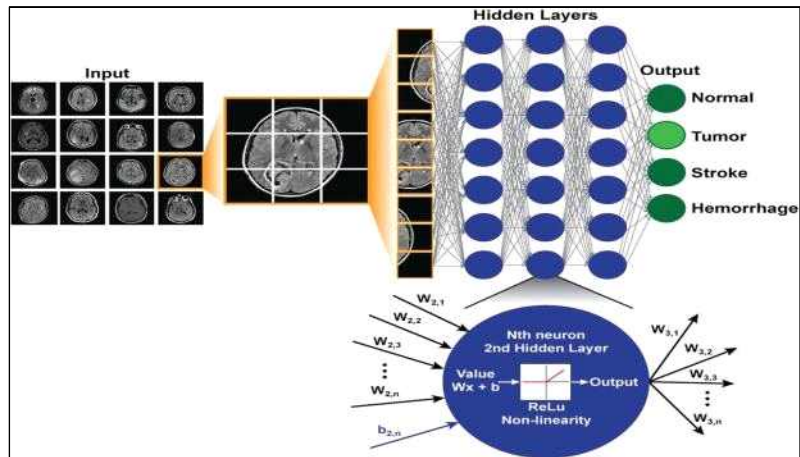 Hidden Layers
Input
Output
Normal
Tumor
Stroke
Hemorrhage
W2,1
W2,2
W2,3
W2,n
b2,n
Nth neuron
2nd Hidden Layer
Value
Wx + b
Output
ReLu
Non-linearity
W3,1
W3,2
W3,3
W3,n